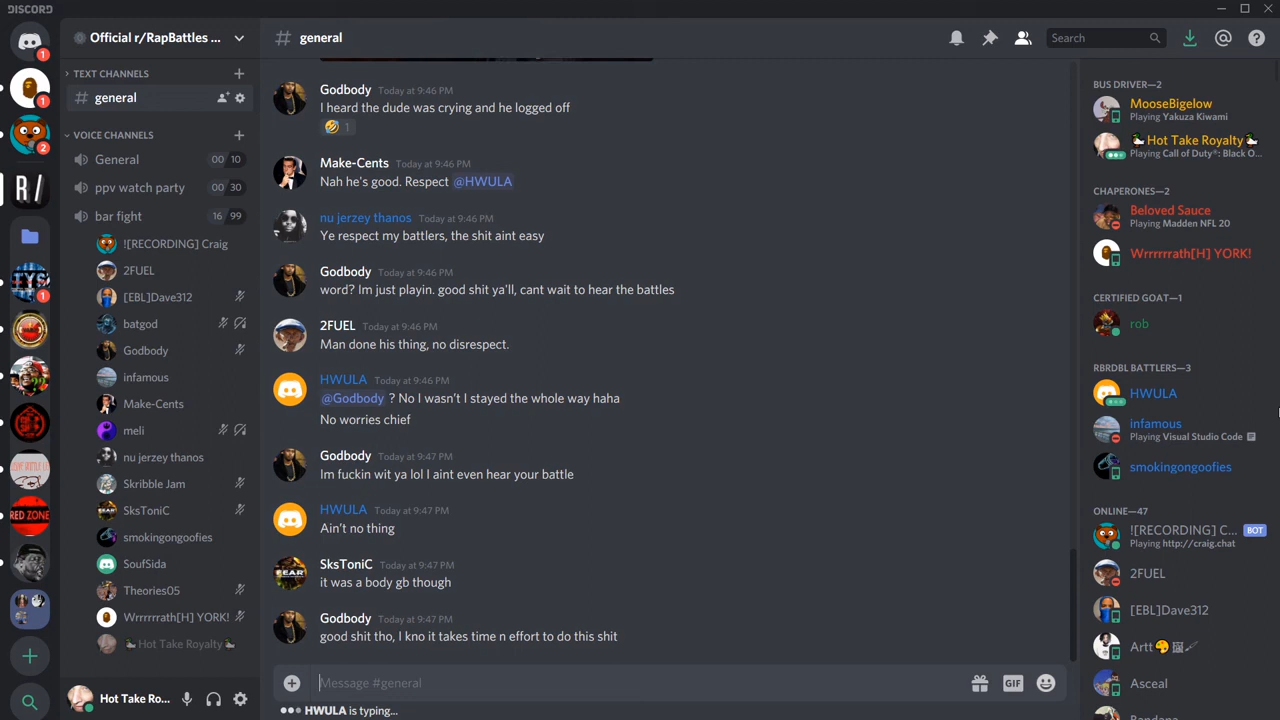 DISCORD
1
1
2
R/
1
RED ZONE
Official r/RapBattles ...
TEXT CHANNELS
general
VOICE CHANNELS
General 00 10
ppv watch party 00 30
bar fight 16 99
![RECORDING] Craig
2FUEL
[EBL]Dave312
batgod
Godbody
infamous
Make-Cents
meli
nu jerzey thanos
Skribble Jam
SksToniC
smokingongoofies
SoufSida
Theories05
Wrrrrrrath[H] YORK!
🦆Hot Take Royalty🦆
Hot Take Ro...
# general
Search
Godbody Today at 9:46 PM
I heard the dude was crying and he logged off
🤣 1
Make-Cents Today at 9:46 PM
Nah he's good. Respect @HWULA
nu jerzey thanos Today at 9:46 PM
Ye respect my battlers, the shit aint easy
Godbody Today at 9:46 PM
word? Im just playin. good shit ya'll, cant wait to hear the battles
2FUEL Today at 9:46 PM
Man done his thing, no disrespect.
HWULA Today at 9:46 PM
@Godbody ? No I wasn't I stayed the whole way haha
No worries chief
Godbody Today at 9:47 PM
Im fuckin wit ya lol I aint even hear your battle
HWULA Today at 9:47 PM
Ain't no thing
SksToniC Today at 9:47 PM
it was a body gb though
Godbody Today at 9:47 PM
good shit tho, I kno it takes time n effort to do this shit
Message #general
GIF
HWULA is typing...
BUS DRIVER—2
MooseBigelow
Playing Yakuza Kiwami
🦆Hot Take Royalty🦆
Playing Call of Duty®: Black O...
CHAPERONES—2
Beloved Sauce
Playing Madden NFL 20
Wrrrrrrath[H] YORK!
CERTIFIED GOAT—1
rob
RBRDBL BATTLERS—3
HWULA
infamous
Playing Visual Studio Code
smokingongoofies
ONLINE—47
![RECORDING] C... BOT
Playing http://craig.chat
2FUEL
[EBL]Dave312
Artt
Asceal